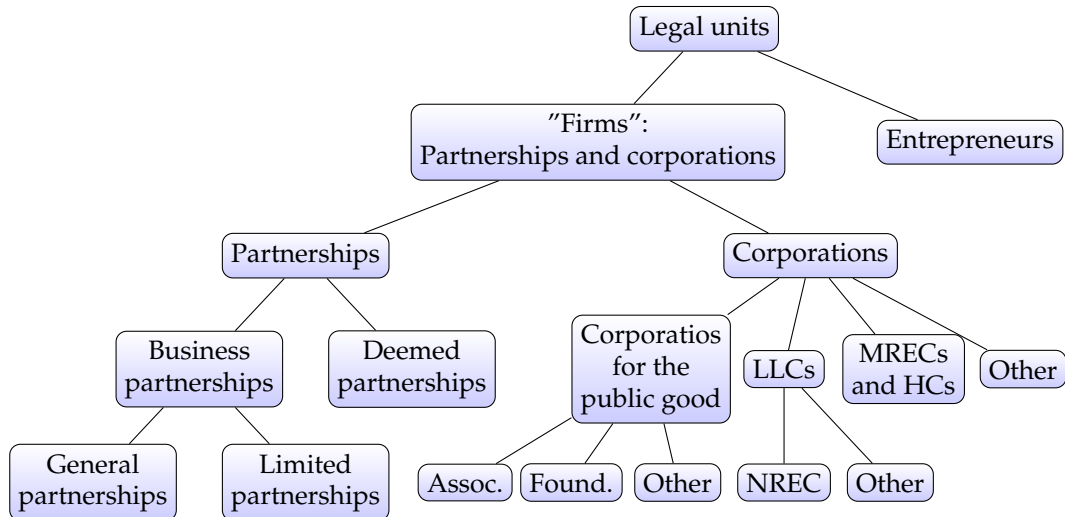 Legal units
”Firms”:
Partnerships and corporations
Entrepreneurs
Partnerships
Corporations
Business
partnerships
Deemed
partnerships
Corporatios
for the
public good
LLCs
MRECs
and HCs
Other
General
partnerships
Limited
partnerships
Assoc.
Found.
Other
NREC
Other